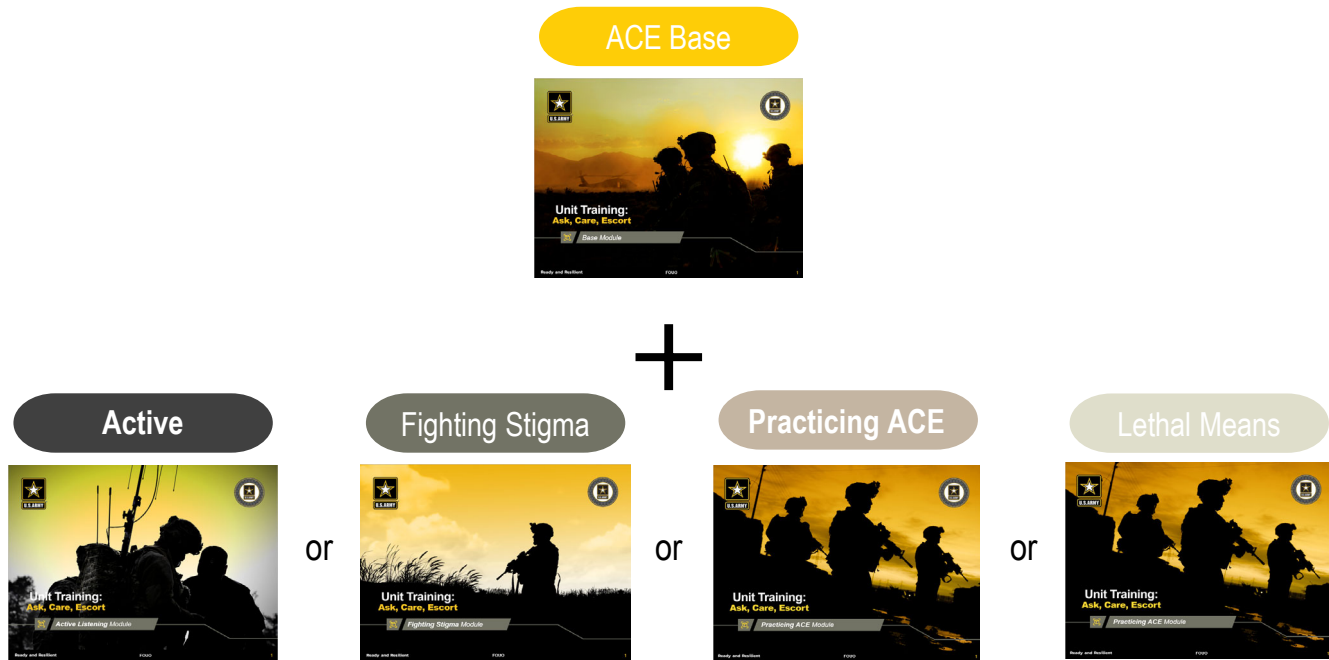 ACE Base
U.S.ARMY
Unit Training:
Ask, Care, Escort
Base Module
Ready and Resilient FOUO 1
+
Active Fighting Stigma Practicing ACE Lethal Means
U.S.ARMY
Unit Training:
Ask, Care, Escort
Active Listening Module
Ready and Resilient FOUO 1
or
U.S.ARMY
Unit Training:
Ask, Care, Escort
Fighting Stigma Module
Ready and Resilient FOUO 1
or
U.S.ARMY
Unit Training:
Ask, Care, Escort
Practicing ACE Module
Ready and Resilient FOUO 1
or
U.S.ARMY
Unit Training:
Ask, Care, Escort
Practicing ACE Module
Ready and Resilient FOUO